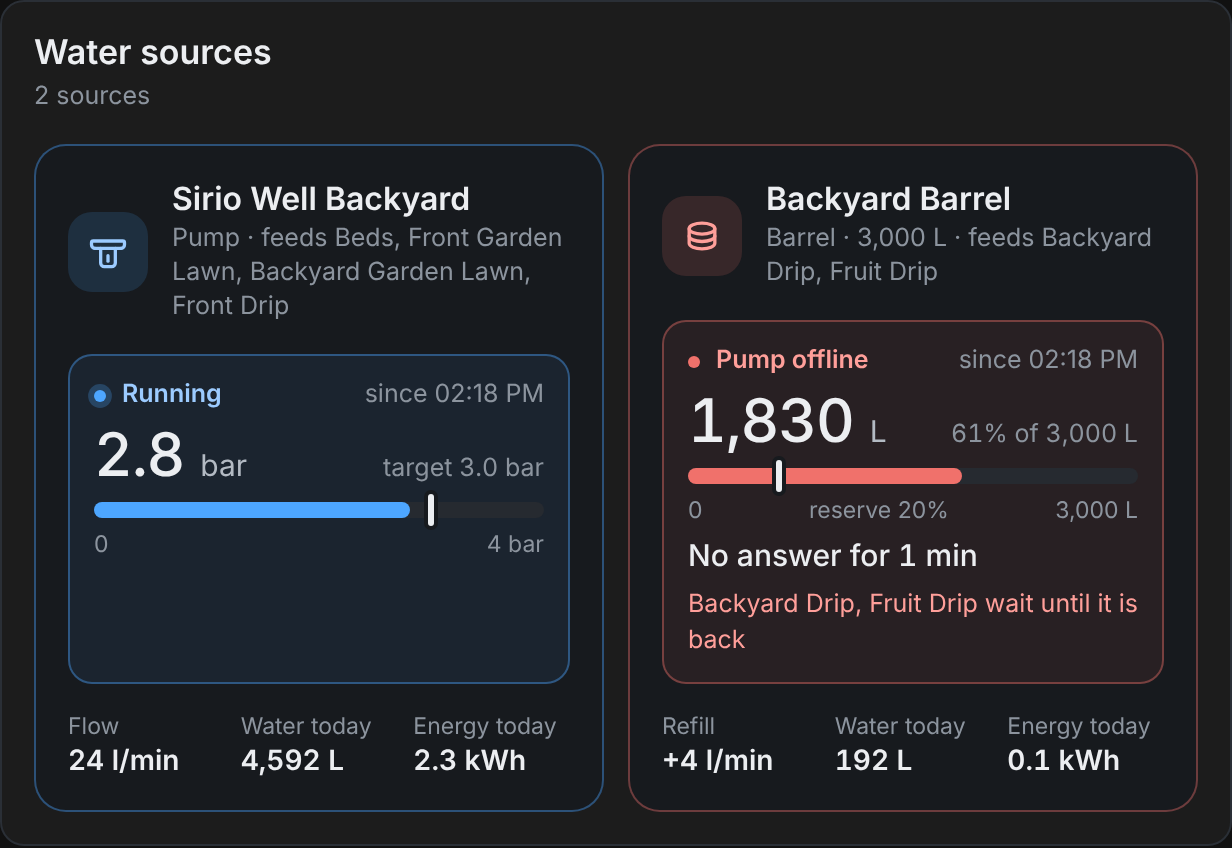 Water sources
2 sources
Sirio Well Backyard
Pump · feeds Beds, Front Garden
Lawn, Backyard Garden Lawn,
Front Drip
Running
since 02:18 PM
2.8 bar
target 3.0 bar
0
4 bar
Flow
Water today
Energy today
24 l/min
4,592 L
2.3 kWh
Backyard Barrel
Barrel · 3,000 L · feeds Backyard
Drip, Fruit Drip
Pump offline
since 02:18 PM
1,830 L
61% of 3,000 L
0
reserve 20%
3,000 L
No answer for 1 min
Backyard Drip, Fruit Drip wait until it is
back
Refill
Water today
Energy today
+4 l/min
192 L
0.1 kWh